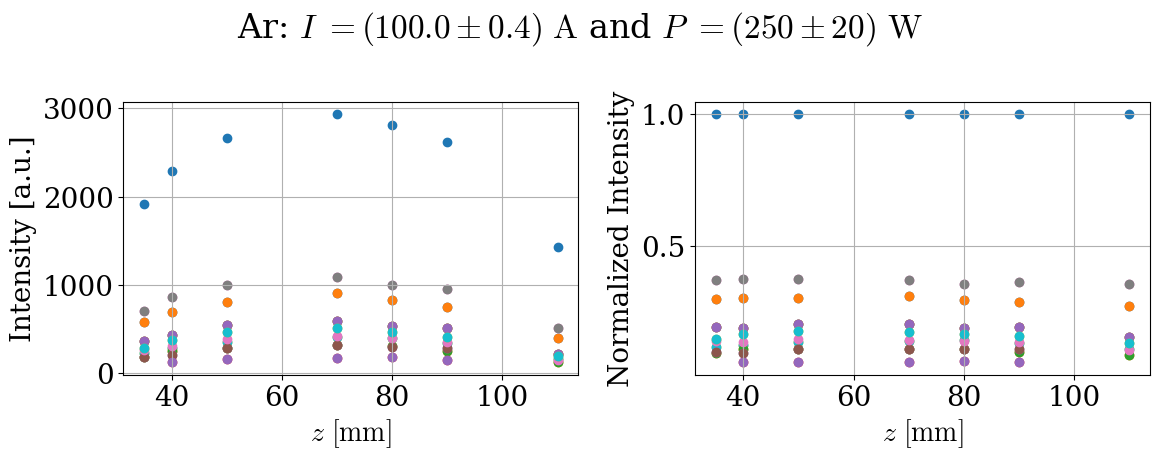 Ar: I = (100.0 ± 0.4) A and P = (250 ± 20) W
Intensity [a.u.]
3000
2000
1000
0
40
60
80
100
z [mm]
Normalized Intensity
1.0
0.5
40
60
80
100
z [mm]